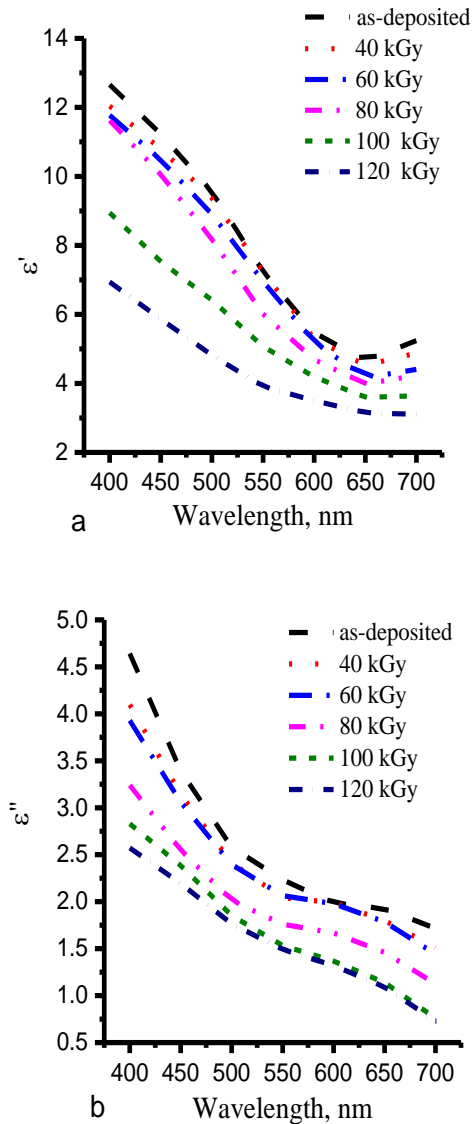 as-deposited
40 kGy
60 kGy
80 kGy
100 kGy
120 kGy
14
12
10
8
6
4
2
ε'
400 450 500 550 600 650 700
Wavelength, nm
a
as-deposited
40 kGy
60 kGy
80 kGy
100 kGy
120 kGy
5.0
4.5
4.0
3.5
3.0
2.5
2.0
1.5
1.0
0.5
ε"
400 450 500 550 600 650 700
Wavelength, nm
b